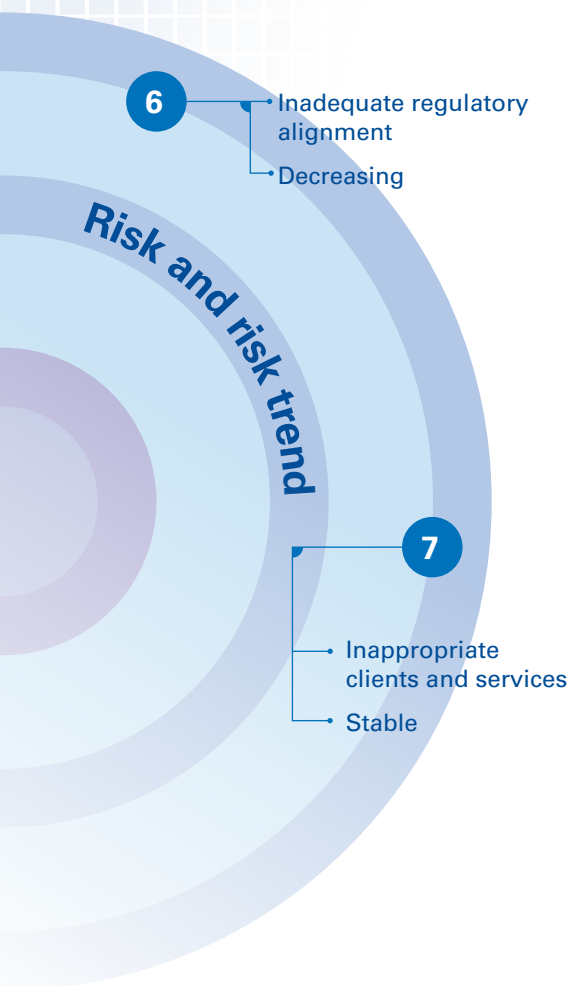 6
Inadequate regulatory
alignment
Decreasing
Risk and risk trend
7
Inappropriate
clients and services
Stable